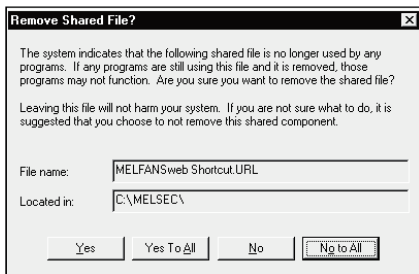 Remove Shared File?
The system indicates that the following shared file is no longer used by any
programs. If any programs are still using this file and it is removed, those
programs may not function. Are you sure you want to remove the shared file?
Leaving this file will not harm your system. If you are not sure what to do, it is
suggested that you choose to not remove this shared component.
File name: MELFANSweb Shortcut.URL
Located in: C:\MELSEC\
Yes Yes To All No No to All